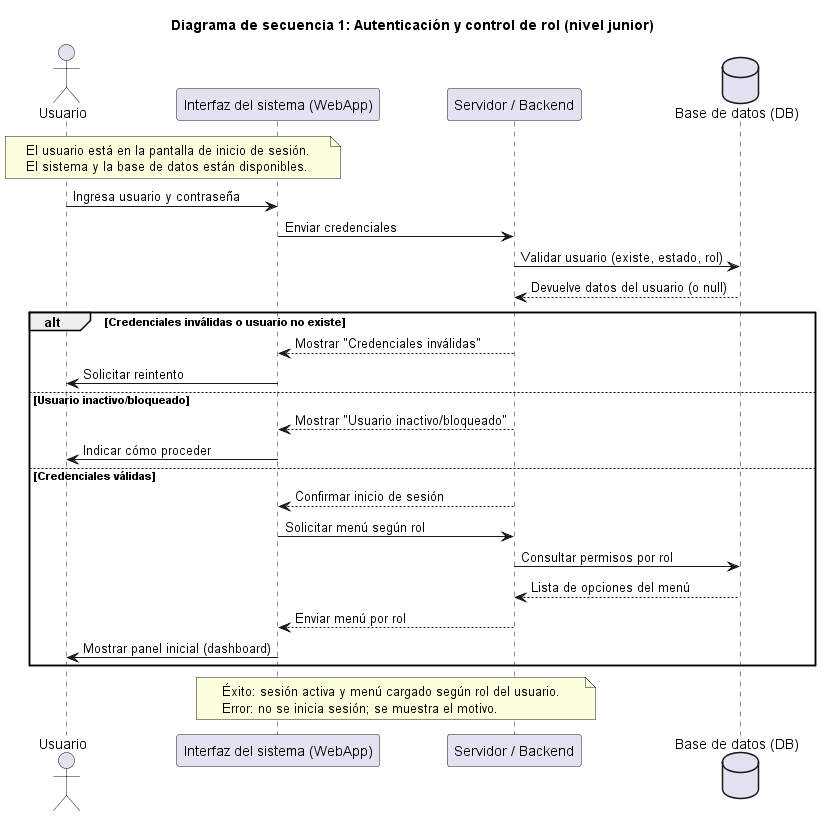 Diagrama de secuencia 1: Autenticación y control de rol (nivel junior)
Usuario
Interfaz del sistema (WebApp)
Servidor / Backend
Base de datos (DB)
El usuario está en la pantalla de inicio de sesión.
El sistema y la base de datos están disponibles.
Ingresa usuario y contraseña
Enviar credenciales
Validar usuario (existe, estado, rol)
Devuelve datos del usuario (o null)
alt
[Credenciales inválidas o usuario no existe]
Mostrar "Credenciales inválidas"
Solicitar reintento
[Usuario inactivo/bloqueado]
Mostrar "Usuario inactivo/bloqueado"
Indicar cómo proceder
[Credenciales válidas]
Confirmar inicio de sesión
Solicitar menú según rol
Consultar permisos por rol
Lista de opciones del menú
Enviar menú por rol
Mostrar panel inicial (dashboard)
Éxito: sesión activa y menú cargado según rol del usuario.
Error: no se inicia sesión; se muestra el motivo.
Usuario
Interfaz del sistema (WebApp)
Servidor / Backend
Base de datos (DB)